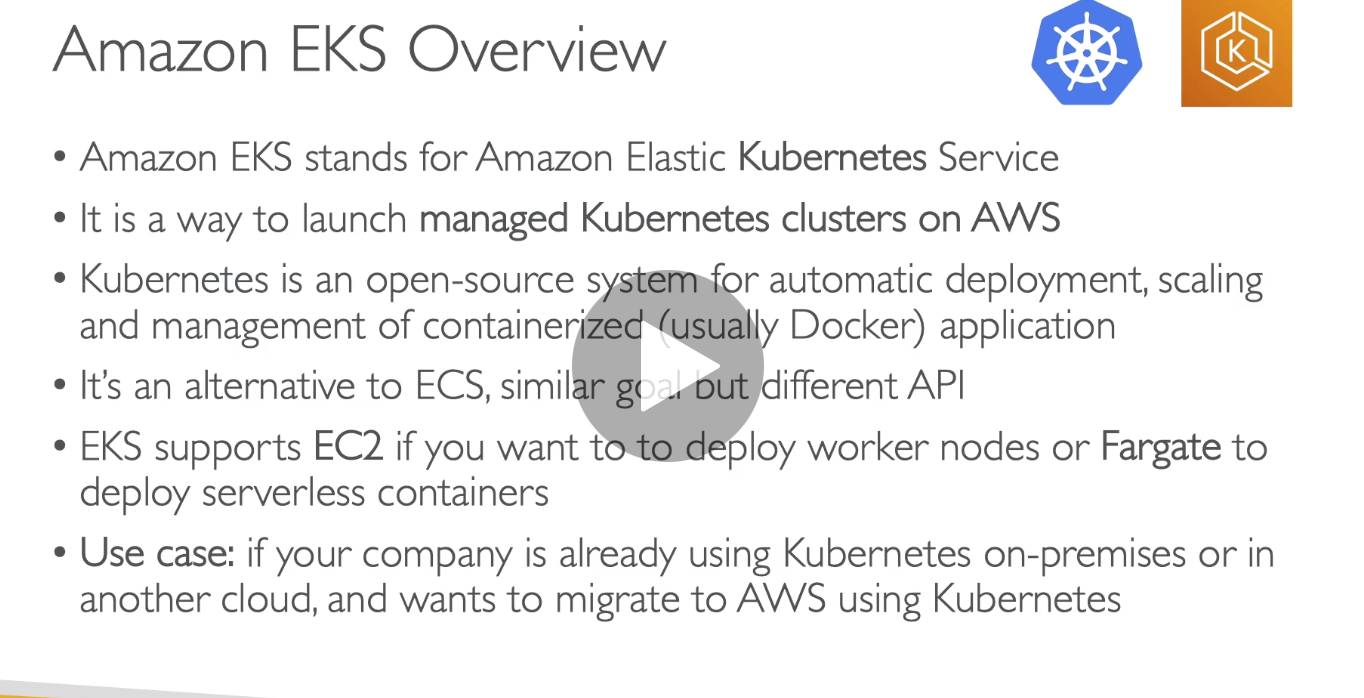 Amazon EKS Overview
K
• Amazon EKS stands for Amazon Elastic Kubernetes Service
• It is a way to launch managed Kubernetes clusters on AWS
• Kubernetes is an open-source system for automatic deployment, scaling
and management of containerized (usually Docker) application
• It’s an alternative to ECS, similar goal but different API
• EKS supports EC2 if you want to to deploy worker nodes or Fargate to
deploy serverless containers
• Use case: if your company is already using Kubernetes on-premises or in
another cloud, and wants to migrate to AWS using Kubernetes